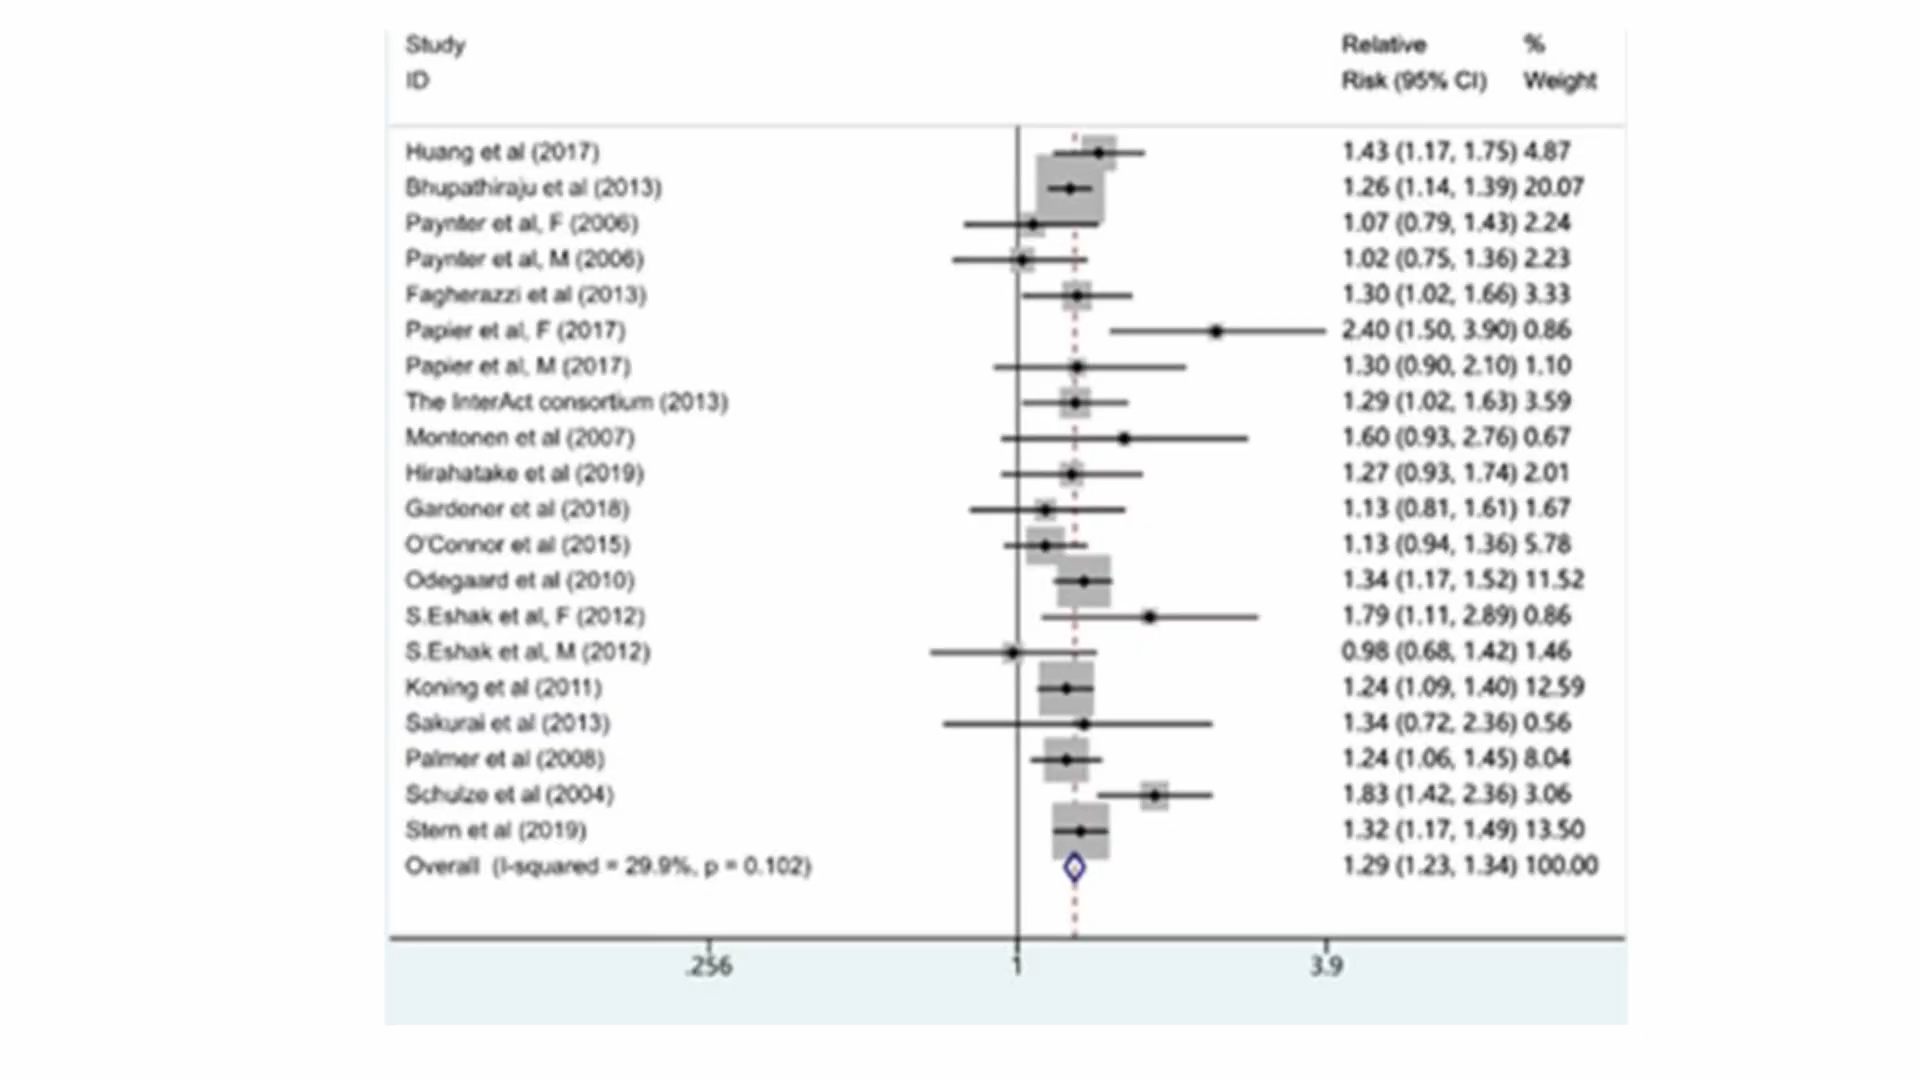 Study Relative %
ID Risk (95% CI) Weight
Huang et al (2017) 1.43 (1.17, 1.75) 4.87
Bhupathiraju et al (2013) 1.26 (1.14, 1.39) 20.07
Paynter et al, F (2006) 1.07 (0.79, 1.43) 2.24
Paynter et al, M (2006) 1.02 (0.75, 1.36) 2.23
Fagherazzi et al (2013) 1.30 (1.02, 1.66) 3.33
Papier et al, F (2017) 2.40 (1.50, 3.90) 0.86
Papier et al, M (2017) 1.30 (0.90, 2.10) 1.10
The InterAct consortium (2013) 1.29 (1.02, 1.63) 3.59
Montonen et al (2007) 1.60 (0.93, 2.76) 0.67
Hirahatake et al (2019) 1.27 (0.93, 1.74) 2.01
Gardener et al (2018) 1.13 (0.81, 1.61) 1.67
O'Connor et al (2015) 1.13 (0.94, 1.36) 5.78
Odegaard et al (2010) 1.34 (1.17, 1.52) 11.52
S.Eshak et al, F (2012) 1.79 (1.11, 2.89) 0.86
S.Eshak et al, M (2012) 0.98 (0.68, 1.42) 1.46
Koning et al (2011) 1.24 (1.09, 1.40) 12.59
Sakurai et al (2013) 1.34 (0.72, 2.36) 0.56
Palmer et al (2008) 1.24 (1.06, 1.45) 8.04
Schulze et al (2004) 1.83 (1.42, 2.36) 3.06
Stern et al (2019) 1.32 (1.17, 1.49) 13.50
Overall (I-squared = 29.9%, p = 0.102) 1.29 (1.23, 1.34) 100.00
.256 1 3.9